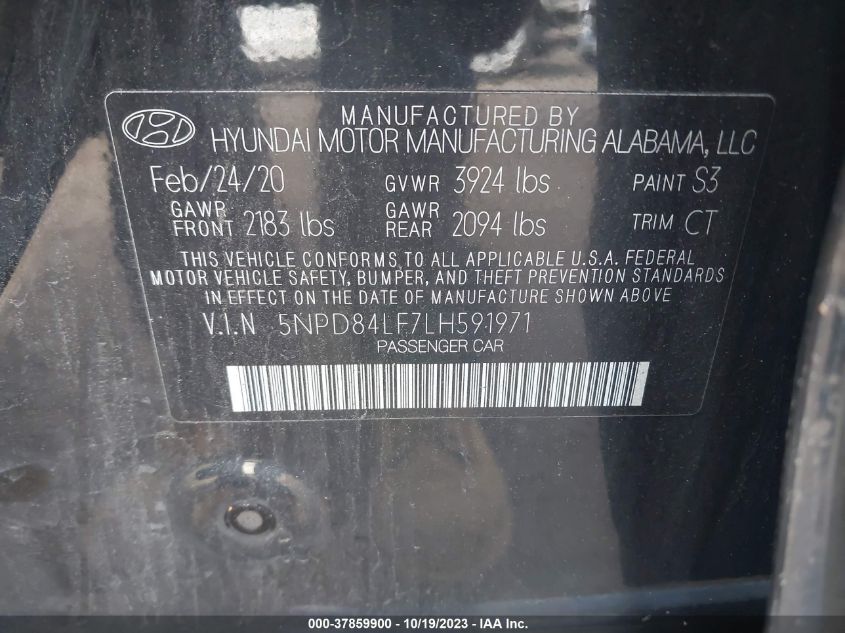 MANUFACTURED BY
HYUNDAI MOTOR MANUFACTURING ALABAMA, LLC
Feb/24/20 GVWR 3924 lbs PAINT S3
GAWR FRONT 2183 lbs GAWR REAR 2094 lbs TRIM CT
THIS VEHICLE CONFORMS TO ALL APPLICABLE U.S.A. FEDERAL
MOTOR VEHICLE SAFETY, BUMPER, AND THEFT PREVENTION STANDARDS
IN EFFECT ON THE DATE OF MANUFACTURE SHOWN ABOVE
V.I.N 5NPD84LF7LH591971
PASSENGER CAR
000-37859900 - 10/19/2023 - IAA Inc.